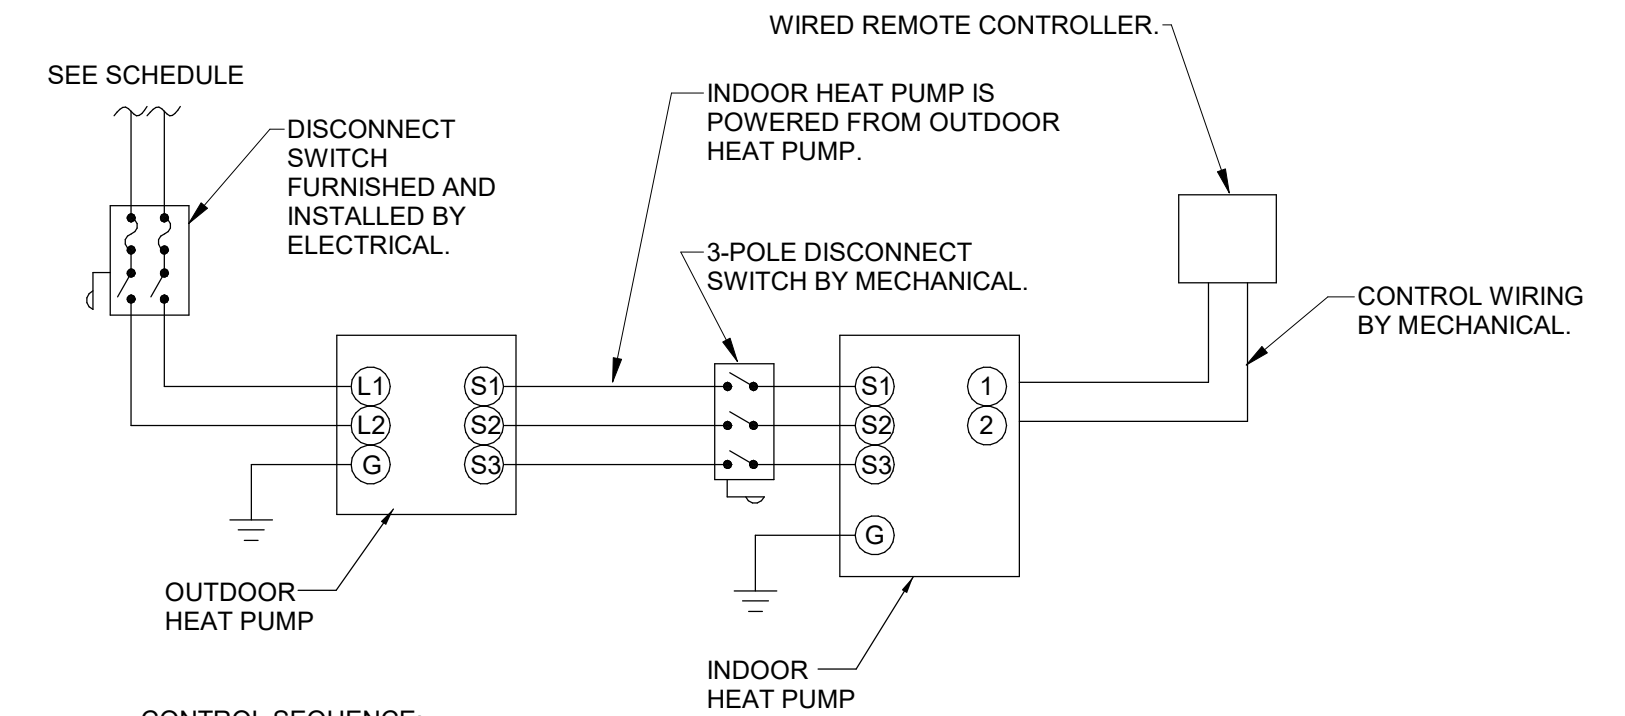 WIRED REMOTE CONTROLLER.
SEE SCHEDULE
INDOOR HEAT PUMP IS
POWERED FROM OUTDOOR
HEAT PUMP.
DISCONNECT
SWITCH
FURNISHED AND
INSTALLED BY
ELECTRICAL.
3-POLE DISCONNECT
SWITCH BY MECHANICAL.
CONTROL WIRING
BY MECHANICAL.
L1
L2
G
S1
S2
S3
S1
S2
S3
G
1
2
OUTDOOR
HEAT PUMP
INDOOR
HEAT PUMP
CONTROL SEQUENCE: